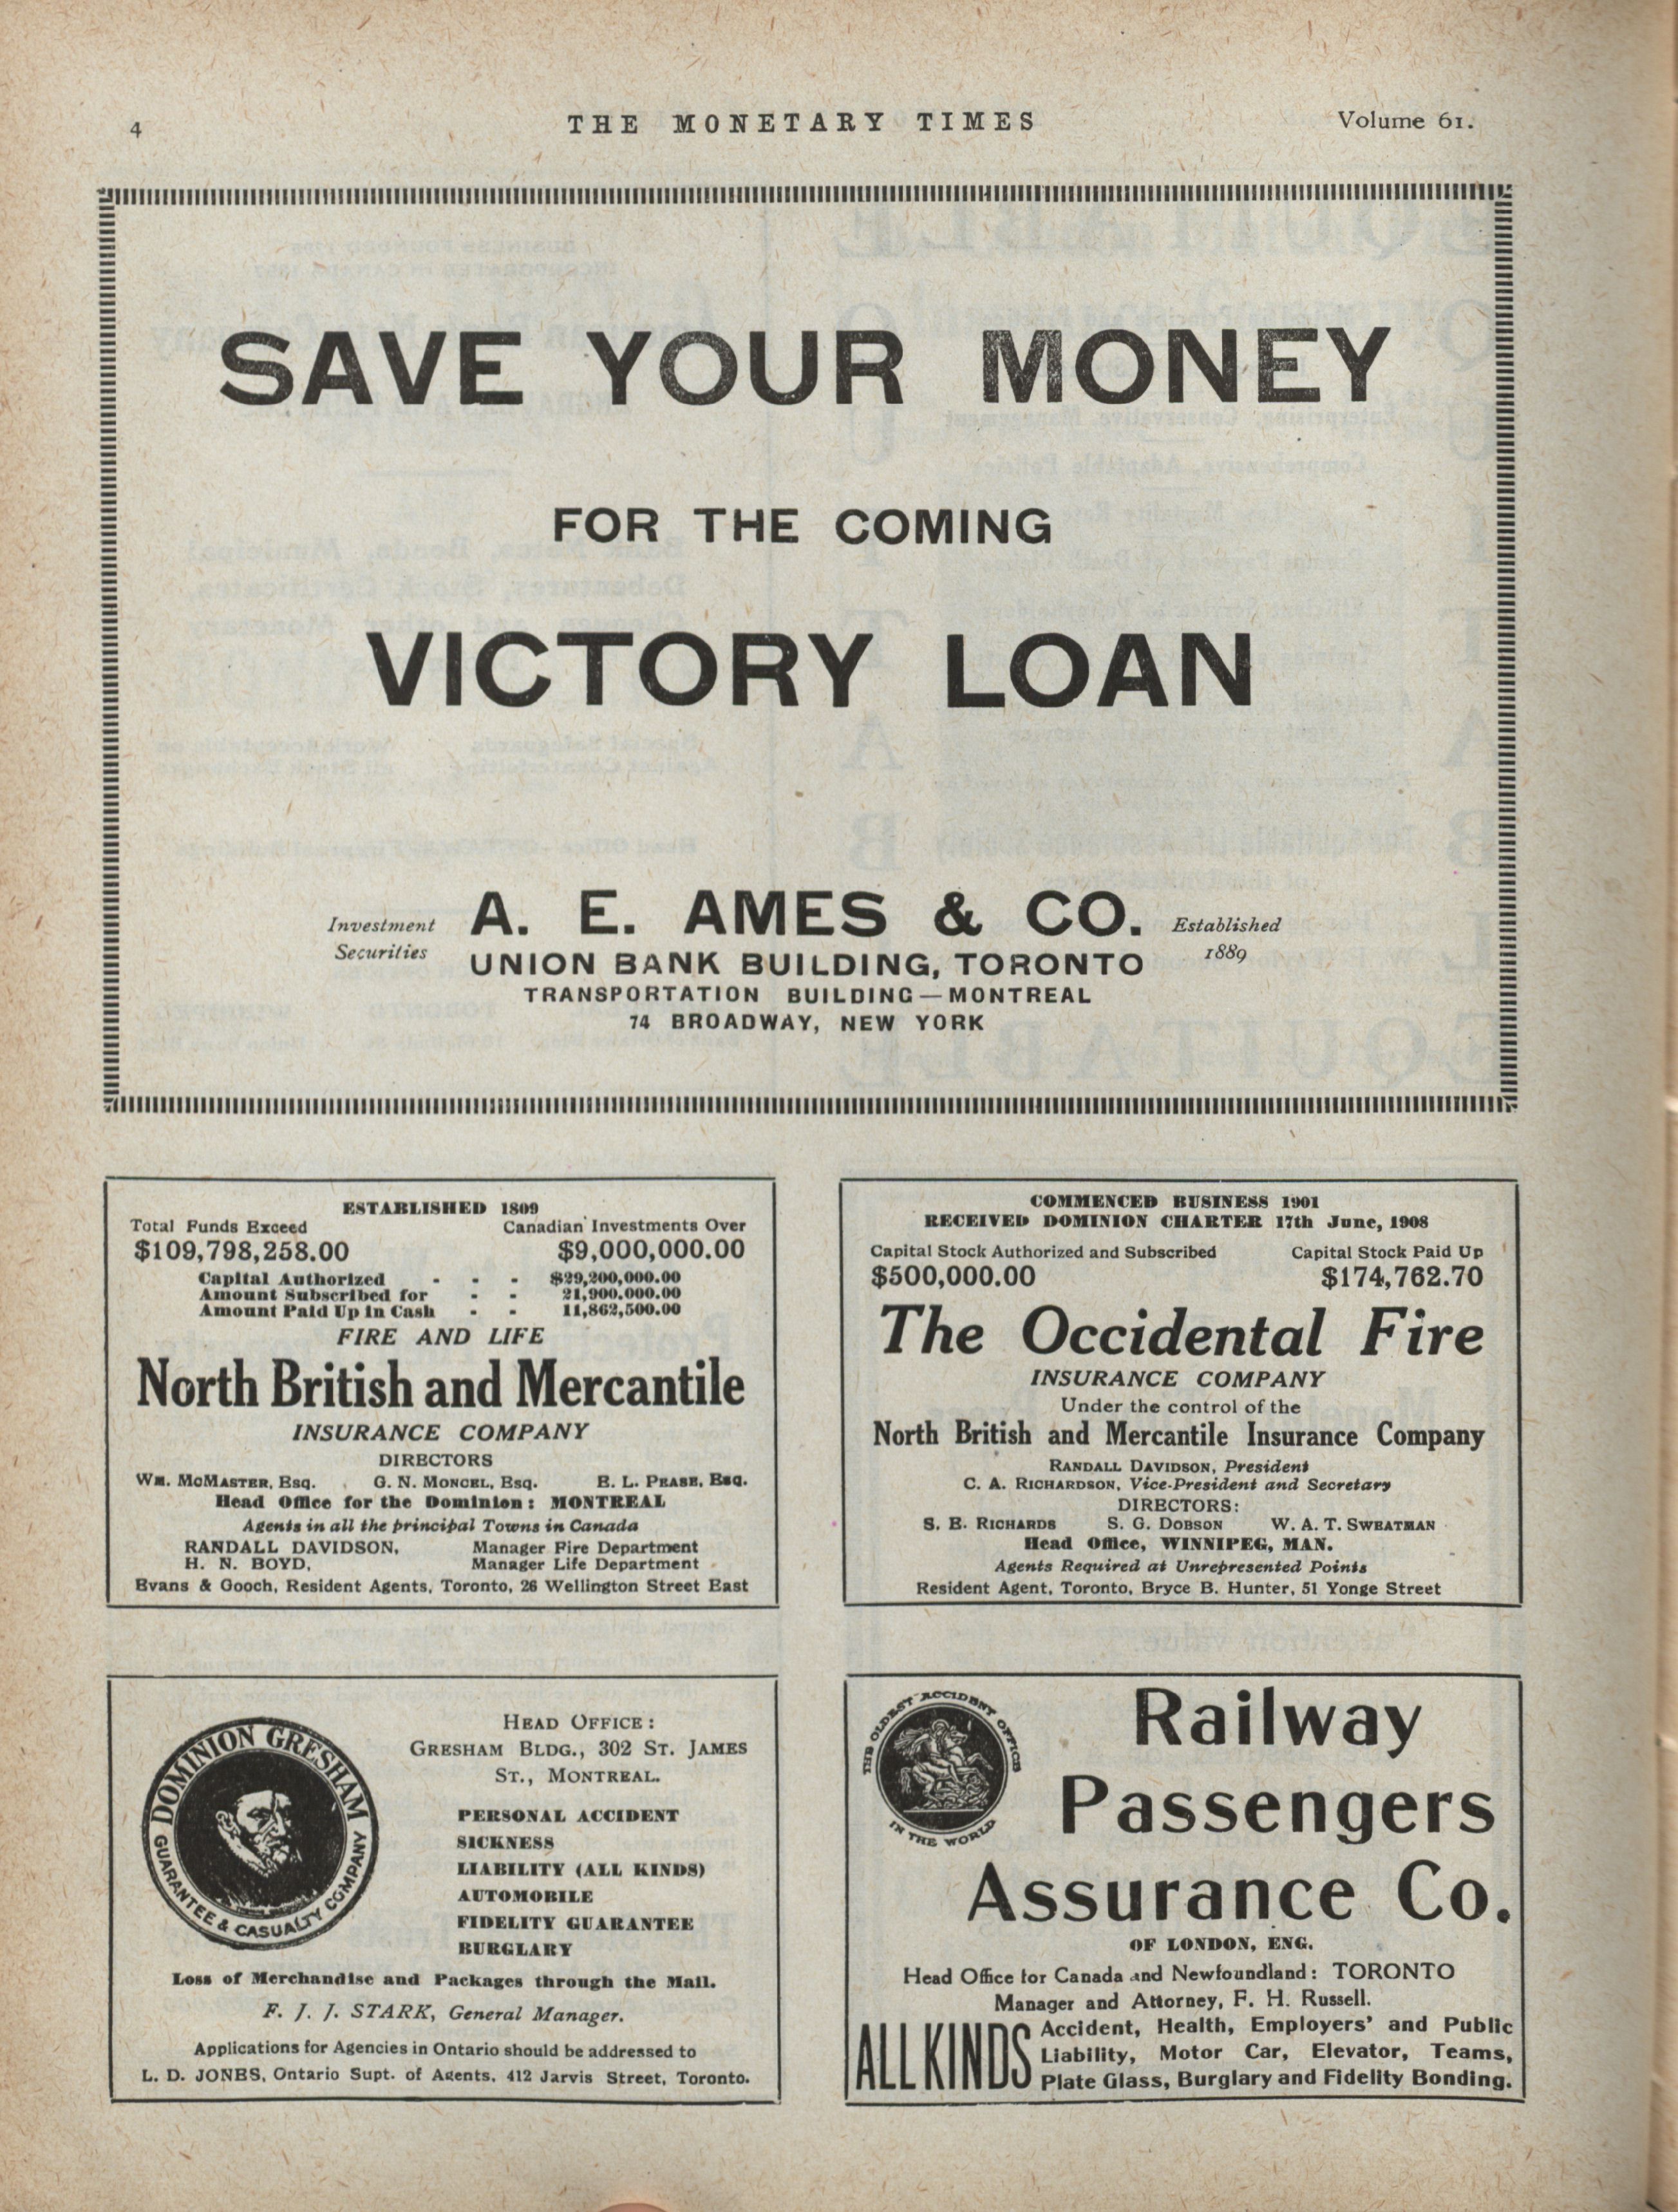 4
THE MONETARY TIMES
Volume 61.
SAVE YOUR MONEY
FOR THE COMING
VICTORY LOAN
Investment
Securities
A. E. AMES & CO.
Established
1889
UNION BANK BUILDING, TORONTO
TRANSPORTATION BUILDING—MONTREAL
74 BROADWAY, NEW YORK
ESTABLISHED 1809
Total Funds Exceed Canadian Investments Over
$109,798,258.00 $9,000,000.00
Capital Authorized - - - $29,200,000.00
Amount Subscribed for - - 21,900.000.00
Amount Paid Up in Cash - - 11,862,500.00
FIRE AND LIFE
North British and Mercantile
INSURANCE COMPANY
DIRECTORS
Wm. McMaster, Esq. G. N. Moncel, Esq. E. L. Pease, Esq.
Head Office for the Dominion: MONTREAL
Agents in all the principal Towns in Canada
RANDALL DAVIDSON, Manager Fire Department
H. N. BOYD, Manager Life Department
Evans & Gooch, Resident Agents, Toronto, 26 Wellington Street East
COMMENCED BUSINESS 1901
RECEIVED DOMINION CHARTER 17th June, 1908
Capital Stock Authorized and Subscribed Capital Stock Paid Up
$500,000.00 $174,762.70
The Occidental Fire
INSURANCE COMPANY
Under the control of the
North British and Mercantile Insurance Company
Randall Davidson, President
C. A. Richardson, Vice-President and Secretary
DIRECTORS:
S. E. Richards S. G. Dobson W. A. T. Sweatman
Head Office, WINNIPEG, MAN.
Agents Required at Unrepresented Points
Resident Agent, Toronto, Bryce B. Hunter, 51 Yonge Street
DOMINION GRESHAM
GUARANTEE & CASUALTY COMPANY
Head Office:
Gresham Bldg., 302 St. James
St., Montreal.
PERSONAL ACCIDENT
SICKNESS
LIABILITY (ALL KINDS)
AUTOMOBILE
FIDELITY GUARANTEE
BURGLARY
Loss of Merchandise and Packages through the Mail.
F. J. J. STARK, General Manager.
Applications for Agencies in Ontario should be addressed to
L. D. JONES, Ontario Supt. of Agents, 412 Jarvis Street, Toronto.
THE OLDEST ACCIDENT OFFICE
IN THE WORLD
Railway
Passengers
Assurance Co.
OF LONDON, ENG.
Head Office for Canada and Newfoundland: TORONTO
Manager and Attorney, F. H. Russell.
ALL KINDS
Accident, Health, Employers' and Public
Liability, Motor Car, Elevator, Teams,
Plate Glass, Burglary and Fidelity Bonding.